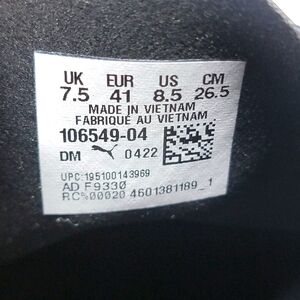 UK EUR US CM
7.5 41 8.5 26.5
MADE IN VIETNAM
FABRIQUÉ AU VIETNAM
106549-04
DM 0422
UPC:195100143969
AD F9330
RC%00020 4601381189_1